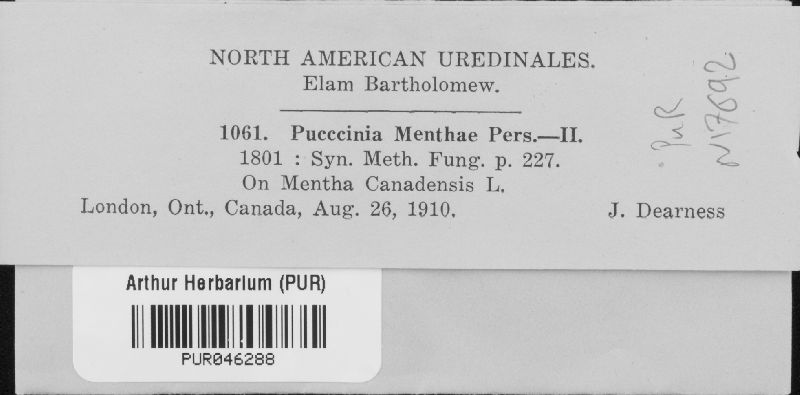 NORTH AMERICAN UREDINALES.
Elam Bartholomew.
1061. Pucccinia Menthae Pers.—II.
1801 : Syn. Meth. Fung. p. 227.
On Mentha Canadensis L.
London, Ont., Canada, Aug. 26, 1910. J. Dearness
PUR
N17692
Arthur Herbarium (PUR)
PUR046288